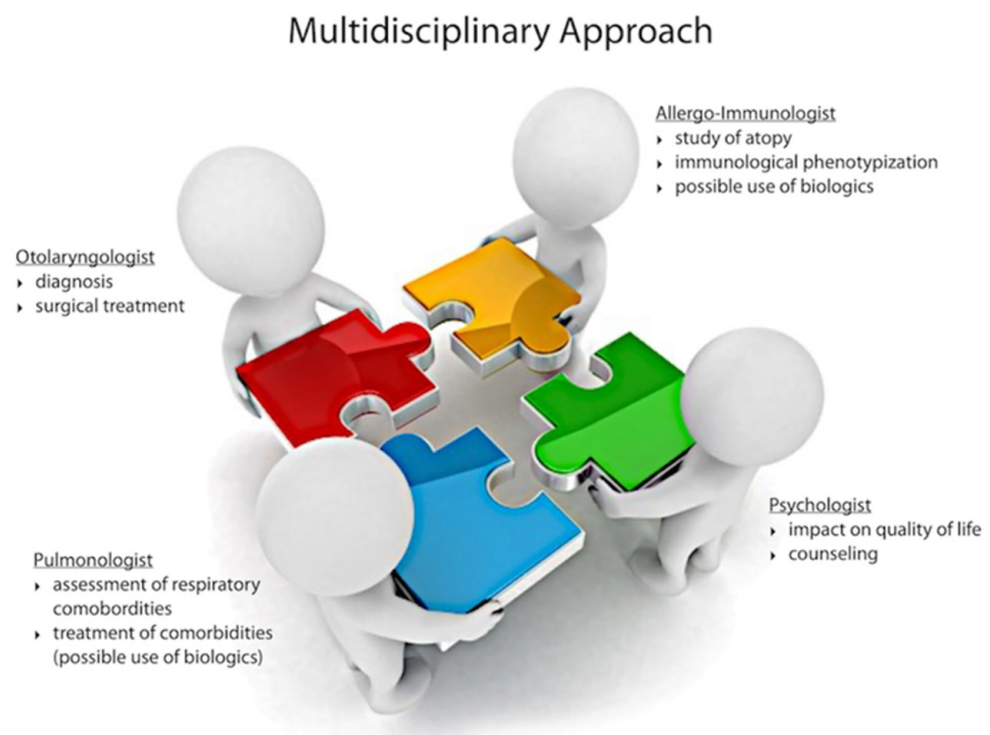 Multidisciplinary Approach
Allergo-Immunologist
‣ study of atopy
‣ immunological phenotypization
‣ possible use of biologics
Otolaryngologist
‣ diagnosis
‣ surgical treatment
Psychologist
‣ impact on quality of life
‣ counseling
Pulmonologist
‣ assessment of respiratory
comobordities
‣ treatment of comorbidities
(possible use of biologics)